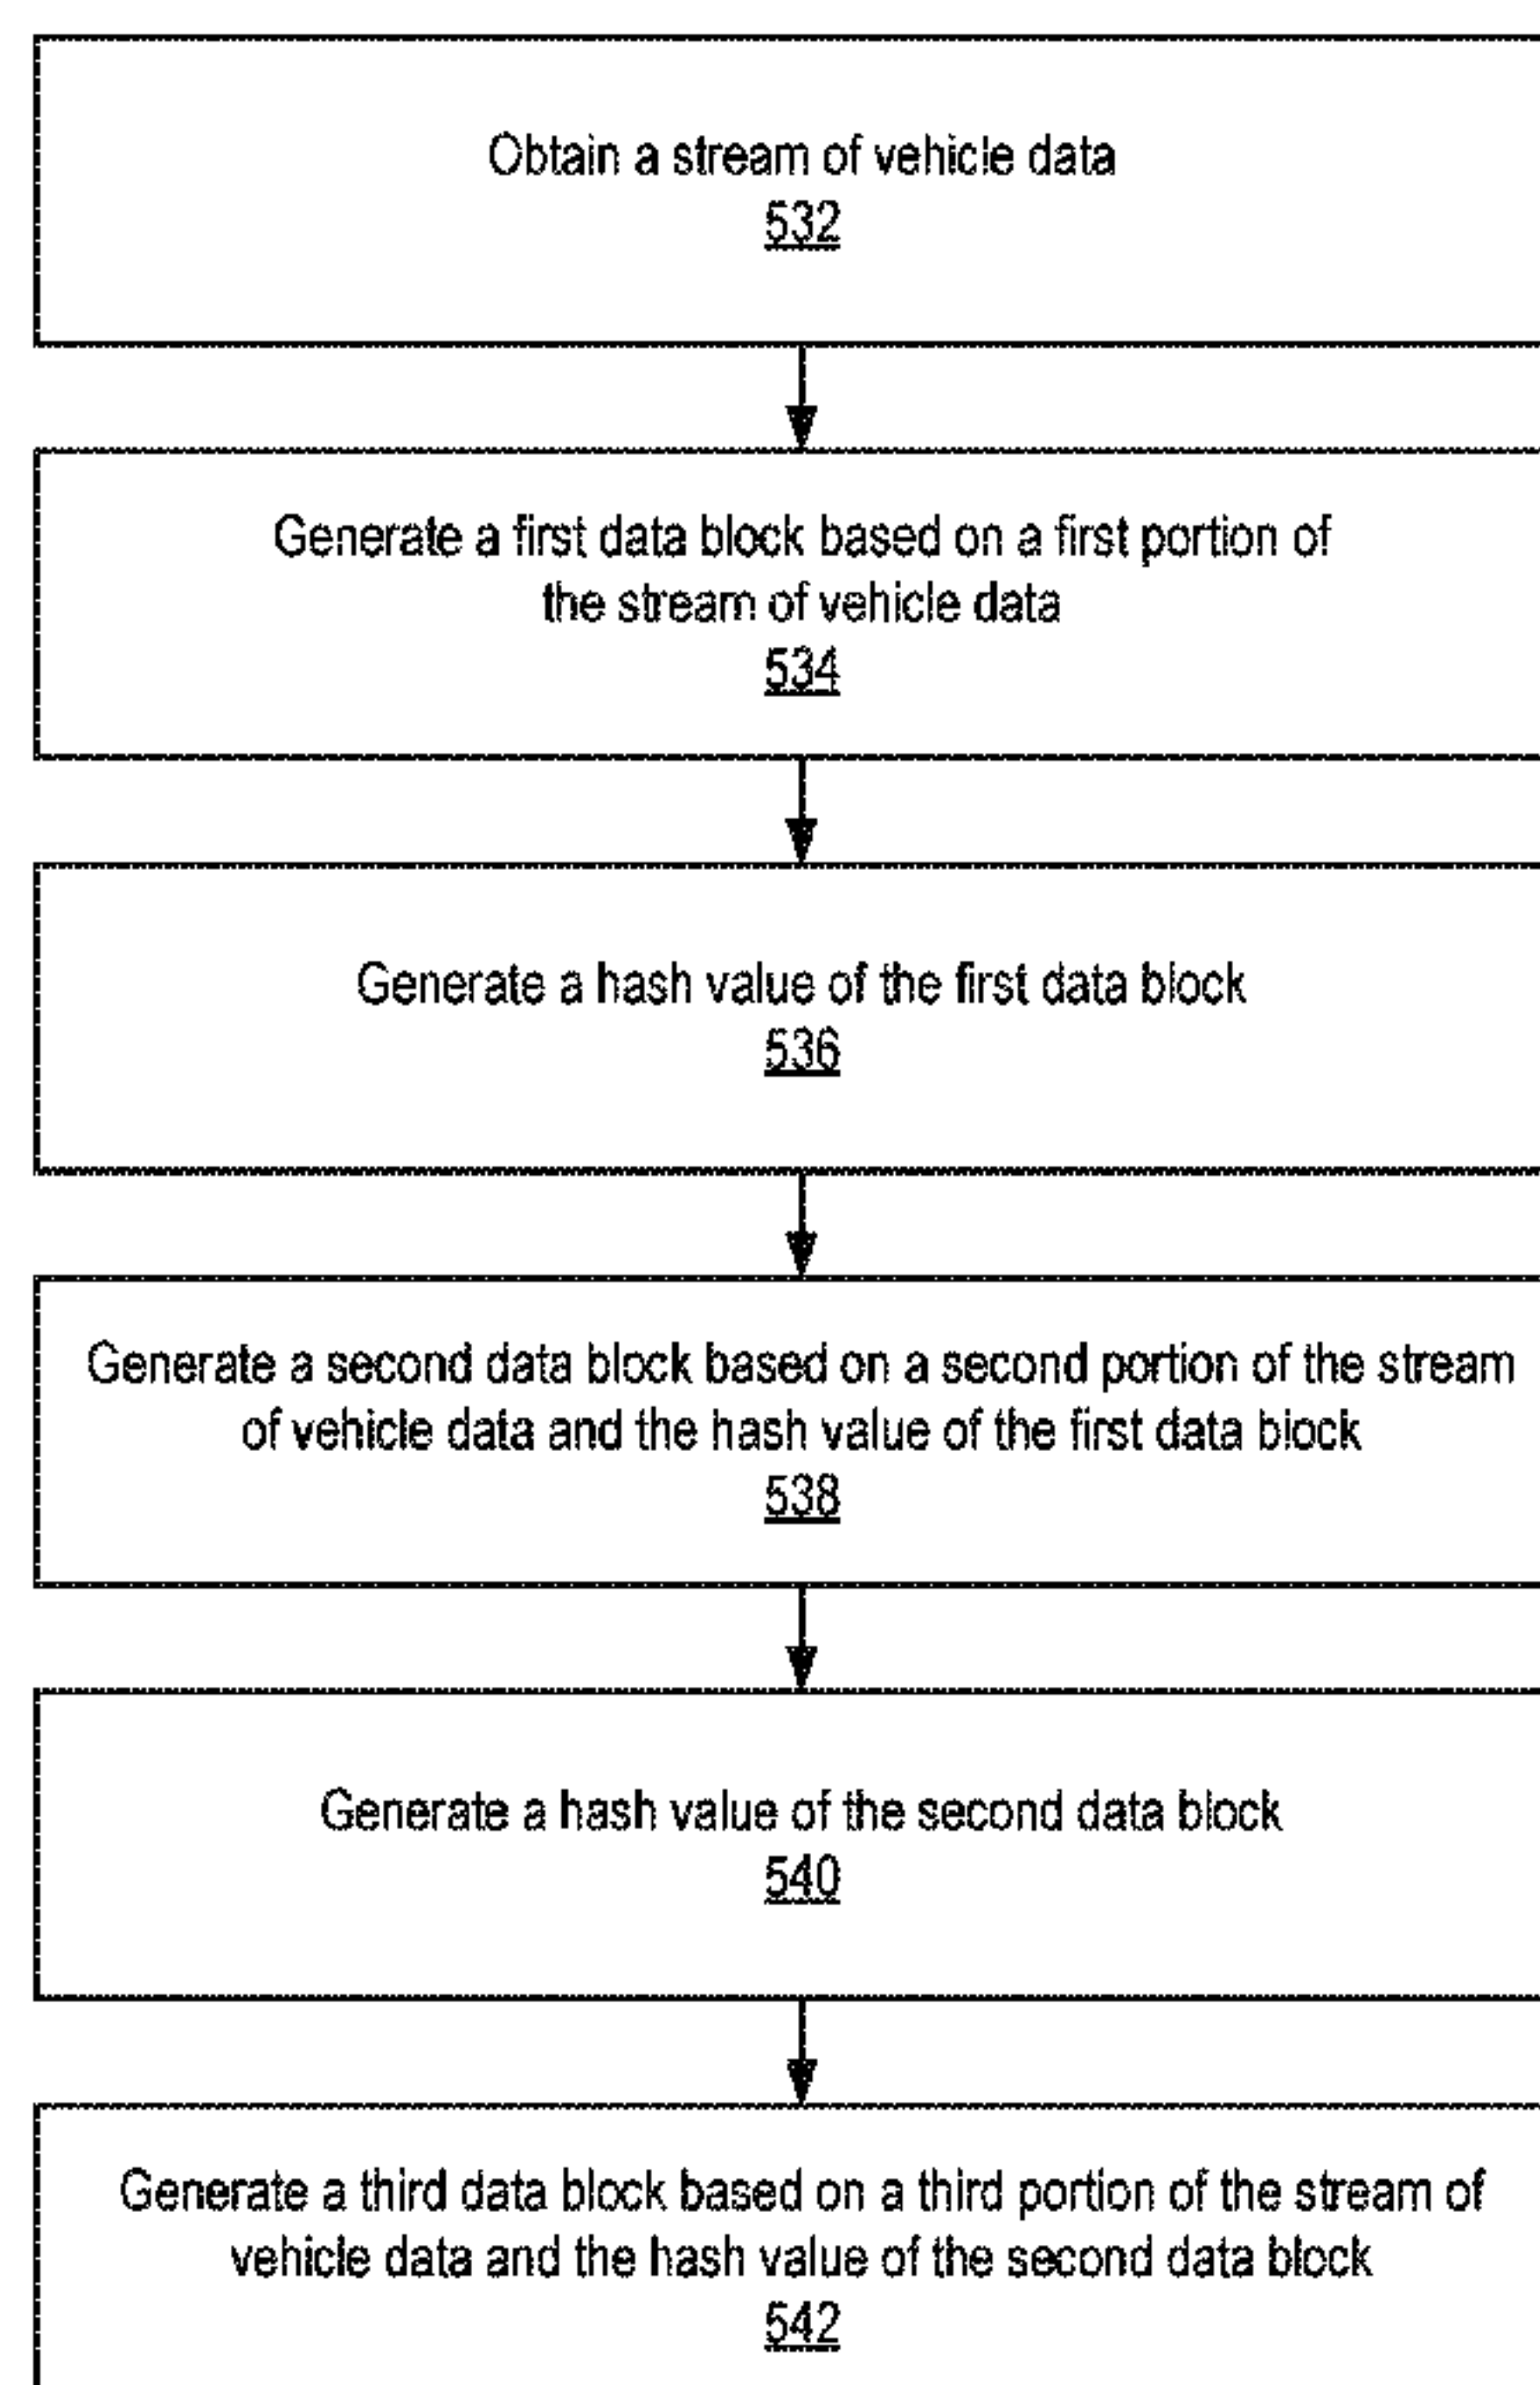 Obtain a stream of vehicle data
532
Generate a first data block based on a first portion of
the stream of vehicle data
534
Generate a hash value of the first data block
536
Generate a second data block based on a second portion of the stream
of vehicle data and the hash value of the first data block
538
Generate a hash value of the second data block
540
Generate a third data block based on a third portion of the stream of
vehicle data and the hash value of the second data block
542